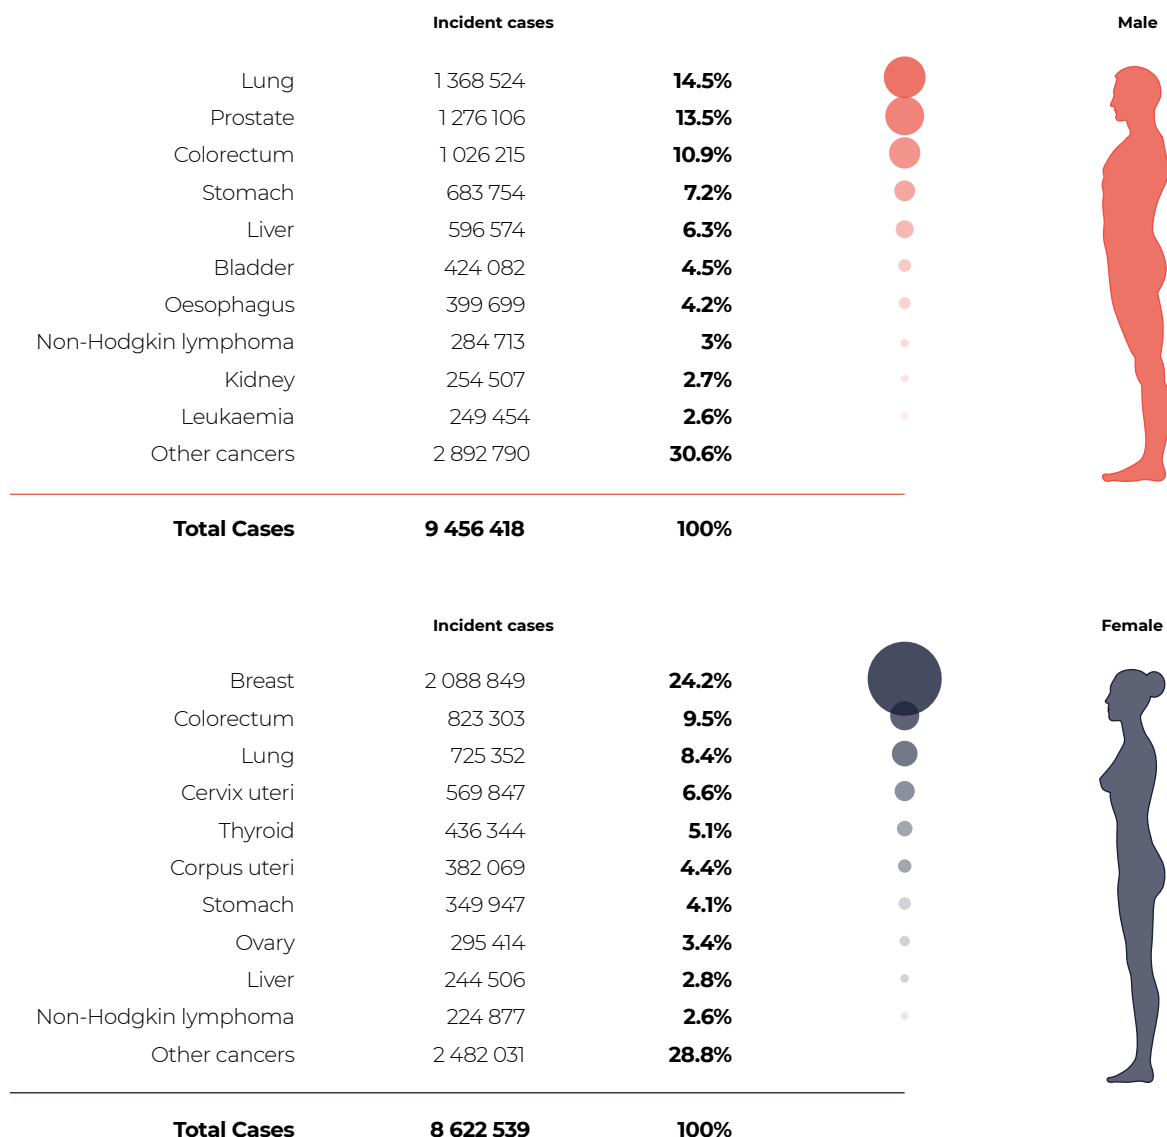 Incident cases Male
Lung 1 368 524 14.5%
Prostate 1 276 106 13.5%
Colorectum 1 026 215 10.9%
Stomach 683 754 7.2%
Liver 596 574 6.3%
Bladder 424 082 4.5%
Oesophagus 399 699 4.2%
Non-Hodgkin lymphoma 284 713 3%
Kidney 254 507 2.7%
Leukaemia 249 454 2.6%
Other cancers 2 892 790 30.6%
Total Cases 9 456 418 100%
Incident cases Female
Breast 2 088 849 24.2%
Colorectum 823 303 9.5%
Lung 725 352 8.4%
Cervix uteri 569 847 6.6%
Thyroid 436 344 5.1%
Corpus uteri 382 069 4.4%
Stomach 349 947 4.1%
Ovary 295 414 3.4%
Liver 244 506 2.8%
Non-Hodgkin lymphoma 224 877 2.6%
Other cancers 2 482 031 28.8%
Total Cases 8 622 539 100%